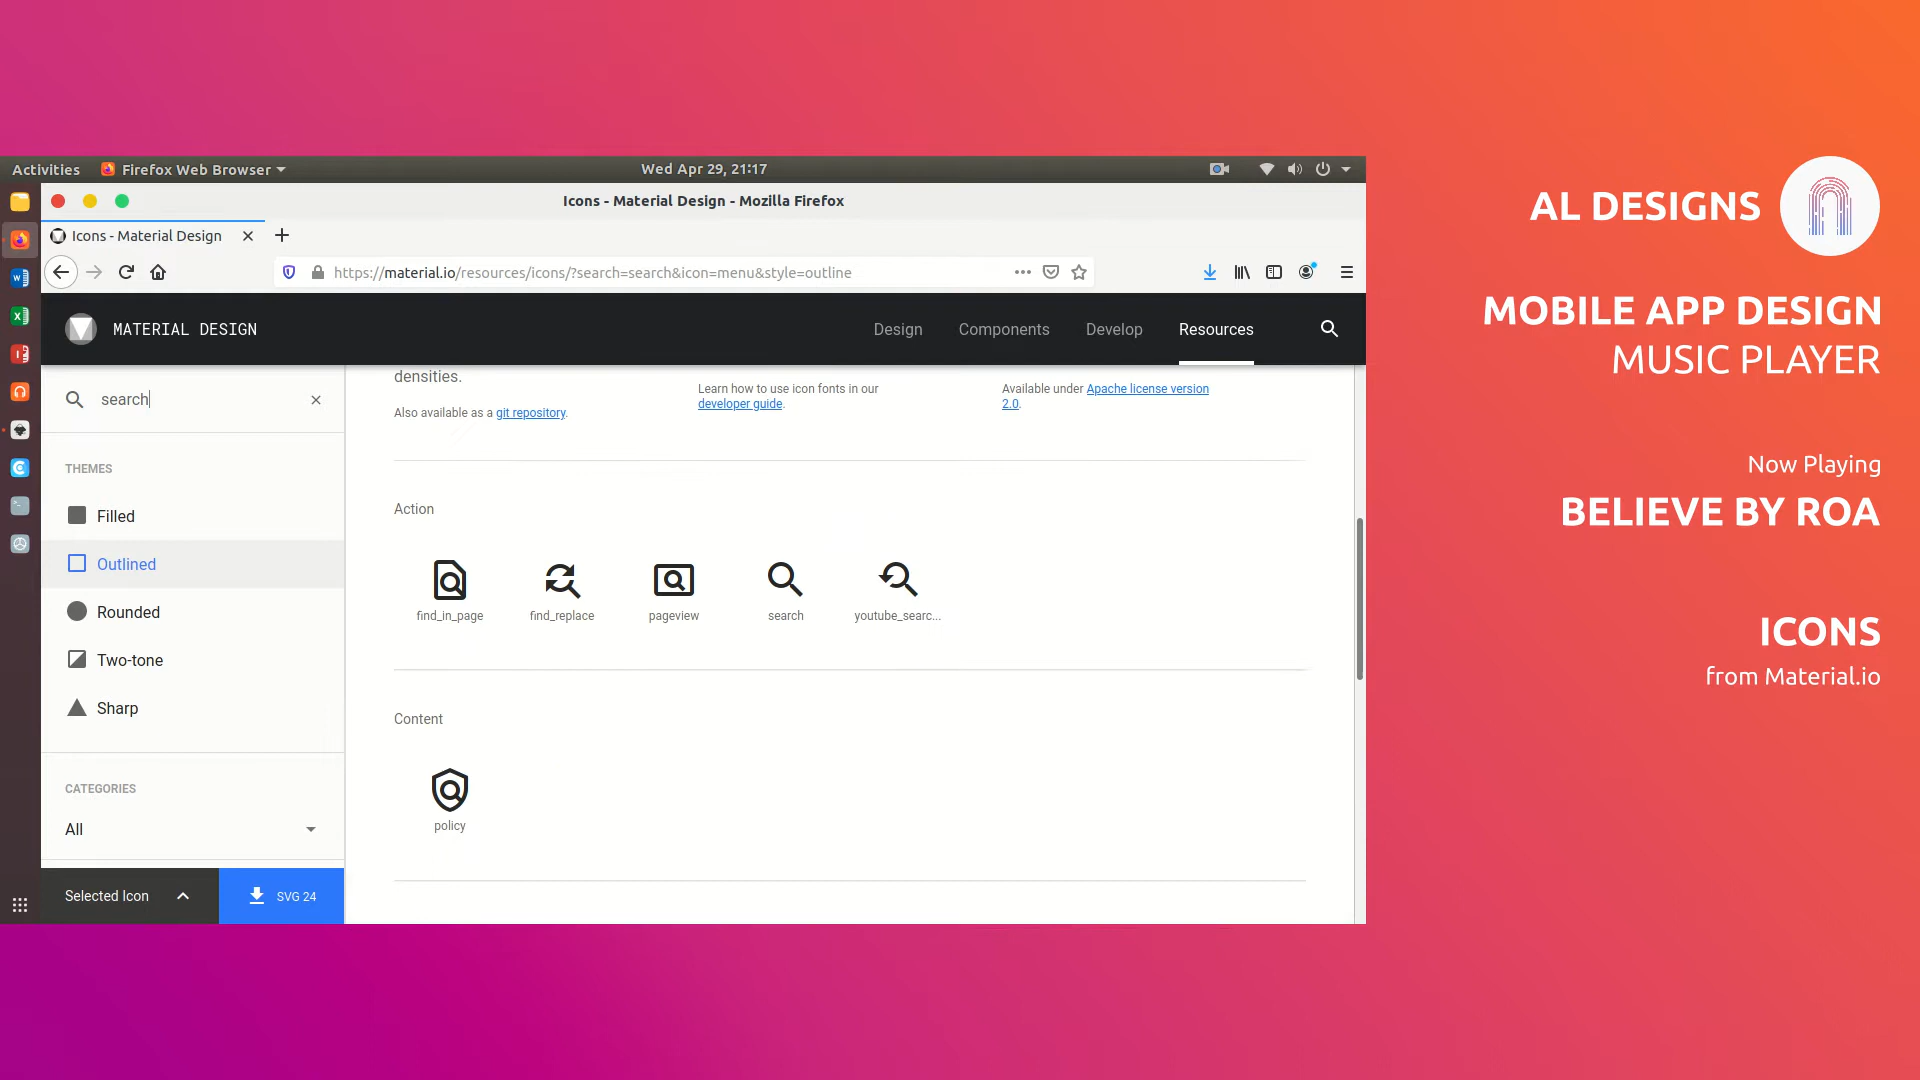 Activities
Firefox Web Browser
Wed Apr 29, 21:17
Icons - Material Design - Mozilla Firefox
Icons - Material Design
https://material.io/resources/icons/?search=search&icon=menu&style=outline
MATERIAL DESIGN
Design
Components
Develop
Resources
search
THEMES
Filled
Outlined
Rounded
Two-tone
Sharp
CATEGORIES
All
Selected Icon
SVG 24
densities.
Also available as a git repository.
Learn how to use icon fonts in our
developer guide.
Available under Apache license version
2.0.
Action
find_in_page
find_replace
pageview
search
youtube_searc...
Content
policy
AL DESIGNS
MOBILE APP DESIGN
MUSIC PLAYER
Now Playing
BELIEVE BY ROA
ICONS
from Material.io